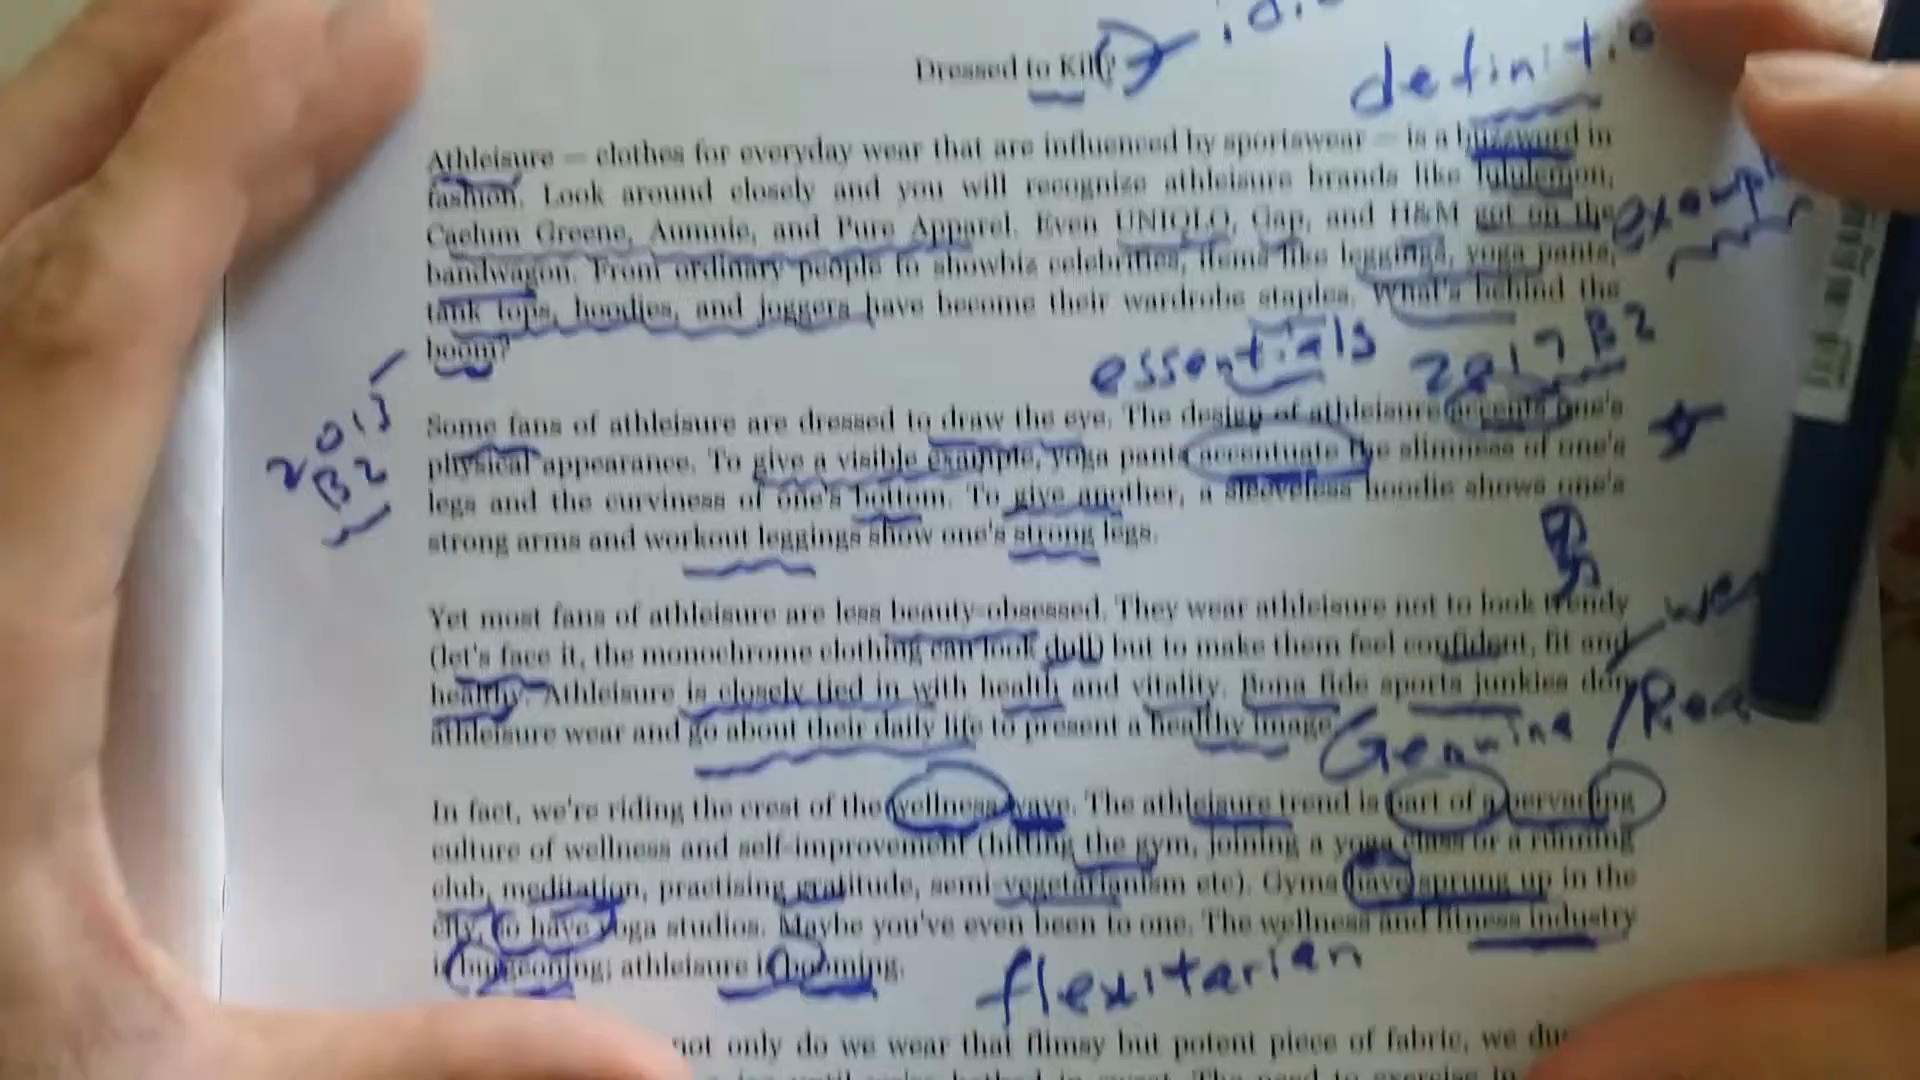 Dressed to Kill?
definitio
Athleisure – clothes for everyday wear that are influenced by sportswear – is a buzzword in
fashion. Look around closely and you will recognize athleisure brands like lululemon,
Caelum Greene, Aumnie, and Pure Apparel. Even UNIQLO, Gap, and H&M got on the
exampl
bandwagon. From ordinary people to showbiz celebrities, items like leggings, yoga pants,
tank tops, hoodies, and joggers have become their wardrobe staples. What's behind the
boom?
essentials 2017 B2
2013
B2
Some fans of athleisure are dressed to draw the eye. The design of athleisure accents one's
physical appearance. To give a visible example, yoga pants accentuate the slimness of one's
legs and the curviness of one's bottom. To give another, a sleeveless hoodie shows one's
strong arms and workout leggings show one's strong legs.
Yet most fans of athleisure are less beauty-obsessed. They wear athleisure not to look trendy
(let's face it, the monochrome clothing can look dull) but to make them feel confident, fit and
healthy. Athleisure is closely tied in with health and vitality. Bona fide sports junkies don
athleisure wear and go about their daily life to present a healthy image.
wea
Genuine / Rea
In fact, we're riding the crest of the wellness wave. The athleisure trend is part of a pervading
culture of wellness and self-improvement (hitting the gym, joining a yoga class or a running
club, meditation, practising gratitude, semi-vegetarianism etc). Gyms have sprung up in the
city, so have yoga studios. Maybe you've even been to one. The wellness and fitness industry
is burgeoning; athleisure is booming.
flexitarian
not only do we wear that flimsy but potent piece of fabric, we